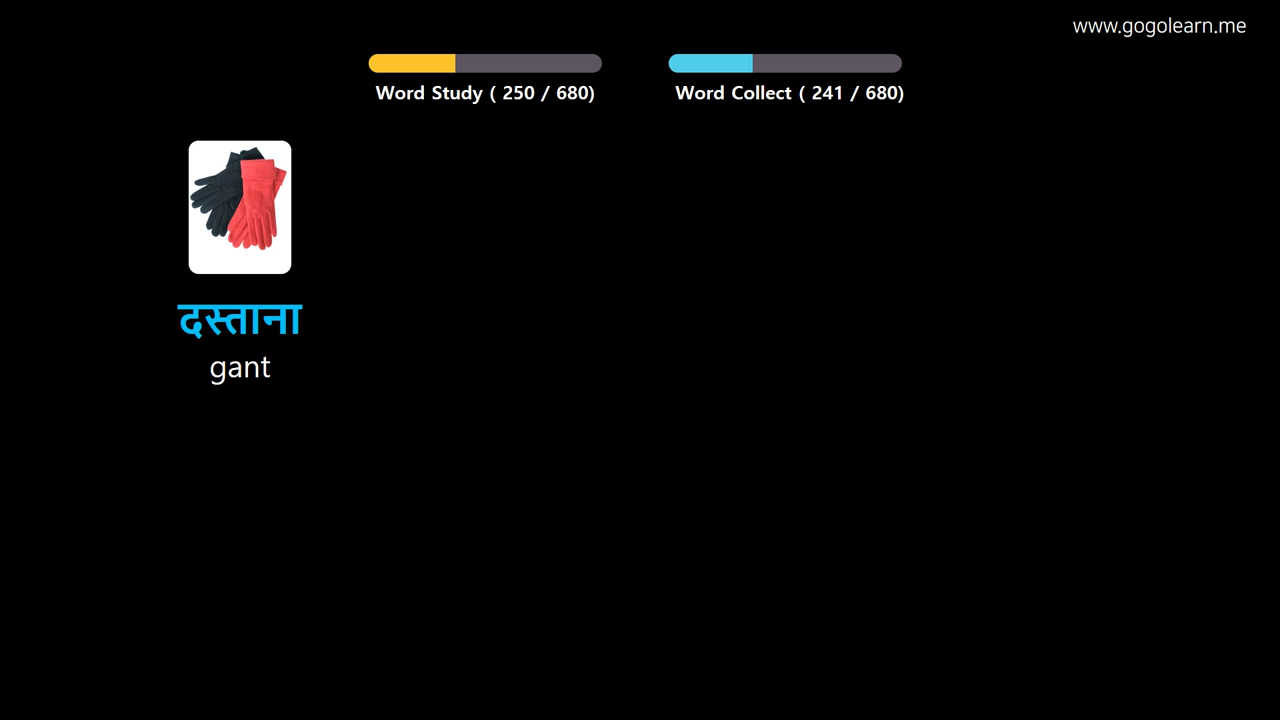 www.gogolearn.me
Word Study ( 250 / 680)
Word Collect ( 241 / 680)
दस्ताना
gant